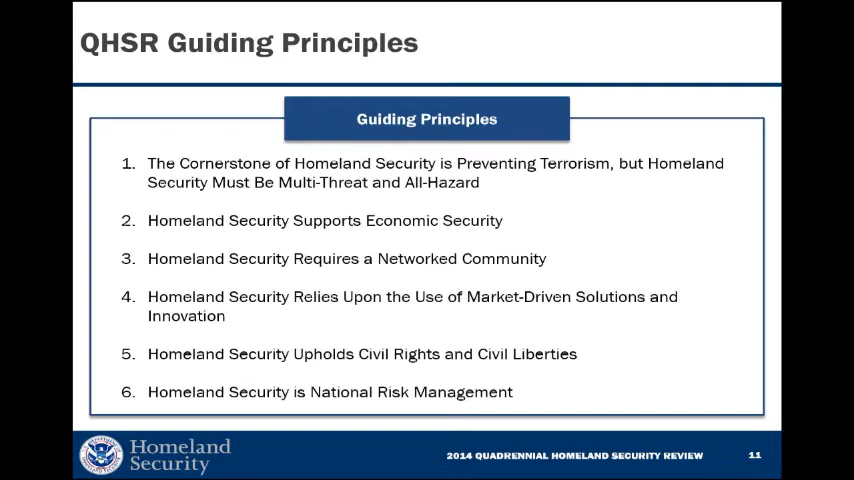 QHSR Guiding Principles
Guiding Principles
1. The Cornerstone of Homeland Security is Preventing Terrorism, but Homeland
Security Must Be Multi-Threat and All-Hazard
2. Homeland Security Supports Economic Security
3. Homeland Security Requires a Networked Community
4. Homeland Security Relies Upon the Use of Market-Driven Solutions and
Innovation
5. Homeland Security Upholds Civil Rights and Civil Liberties
6. Homeland Security is National Risk Management
Homeland
Security
2014 QUADRENNIAL HOMELAND SECURITY REVIEW 11